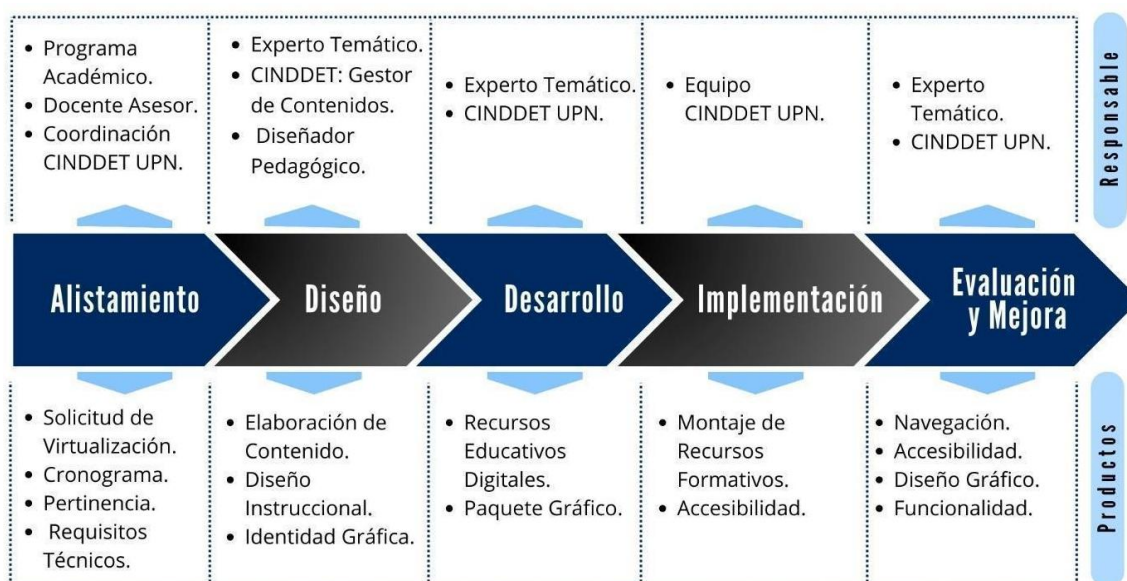 • Programa
Académico.
• Docente Asesor.
• Coordinación
CINDDET UPN.
• Experto Temático.
• CINDDET: Gestor
de Contenidos.
• Diseñador
Pedagógico.
• Experto Temático.
• CINDDET UPN.
• Equipo
CINDDET UPN.
• Experto
Temático.
• CINDDET UPN.
Responsable
Alistamiento
Diseño
Desarrollo
Implementación
Evaluación
y Mejora
• Solicitud de
Virtualización.
• Cronograma.
• Pertinencia.
• Requisitos
Técnicos.
• Elaboración de
Contenido.
• Diseño
Instruccional.
• Identidad Gráfica.
• Recursos
Educativos
Digitales.
• Paquete Gráfico.
• Montaje de
Recursos
Formativos.
• Accesibilidad.
• Navegación.
• Accesibilidad.
• Diseño Gráfico.
• Funcionalidad.
Productos